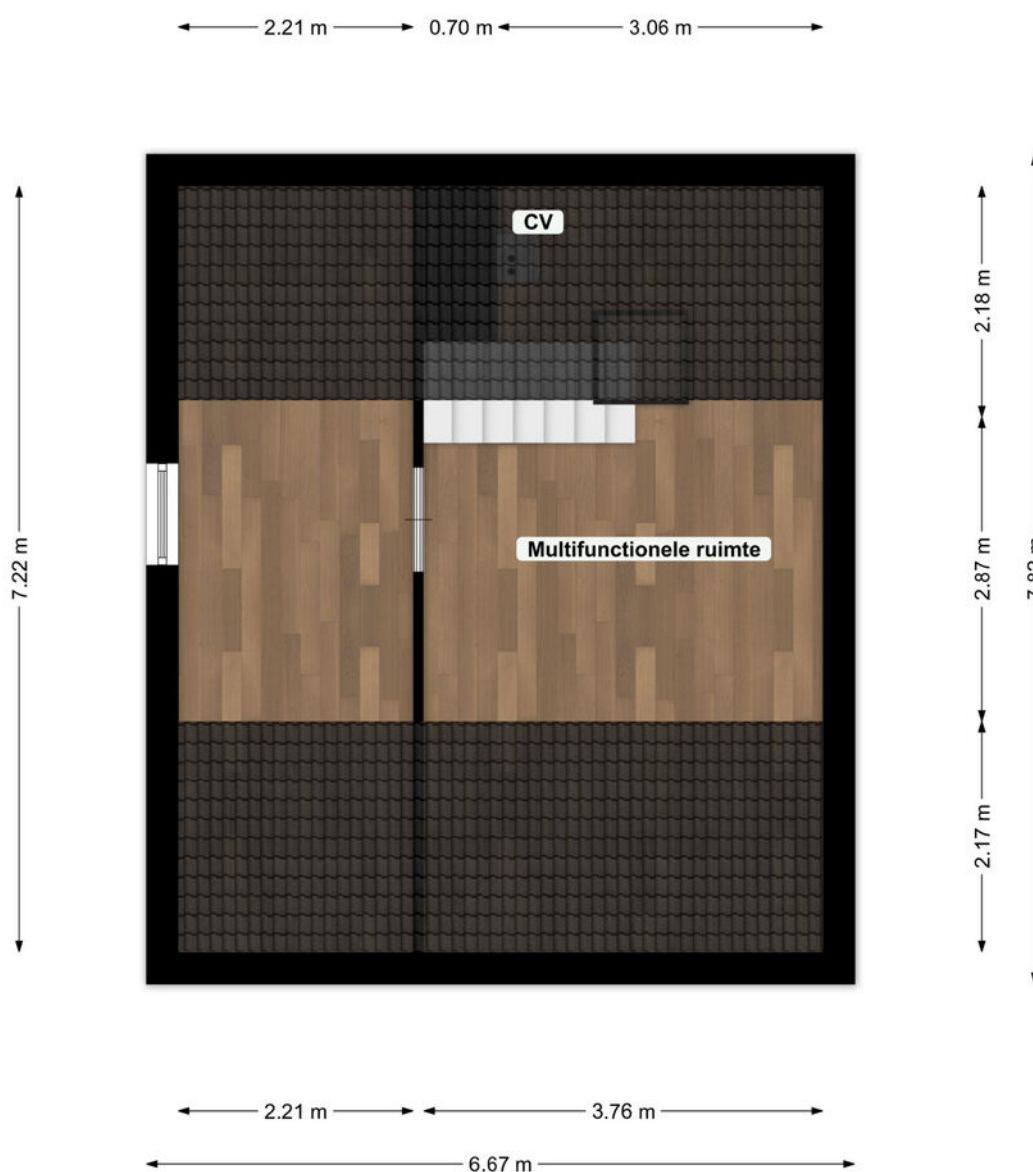 2.21 m 0.70 m 3.06 m
CV
2.18 m
Multifunctionele ruimte
7.22 m
2.87 m
2.17 m
2.21 m 3.76 m
6.67 m